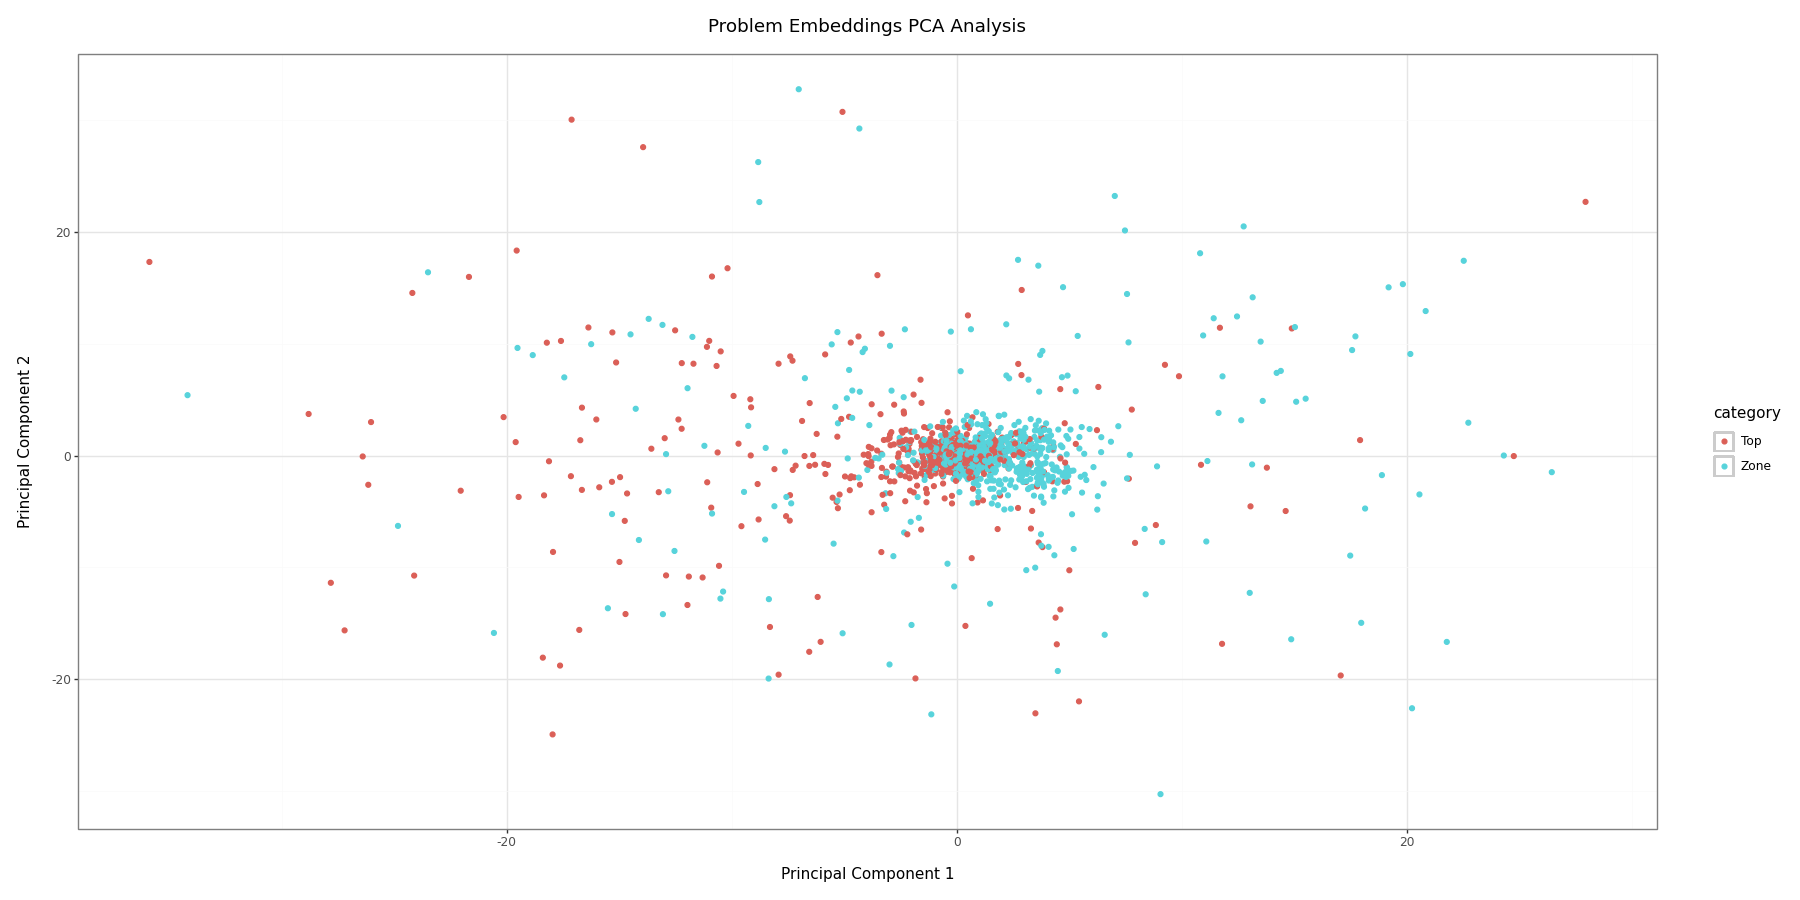 Problem Embeddings PCA Analysis
20
0
-20
Principal Component 2
-20
0
20
Principal Component 1
category
Top
Zone